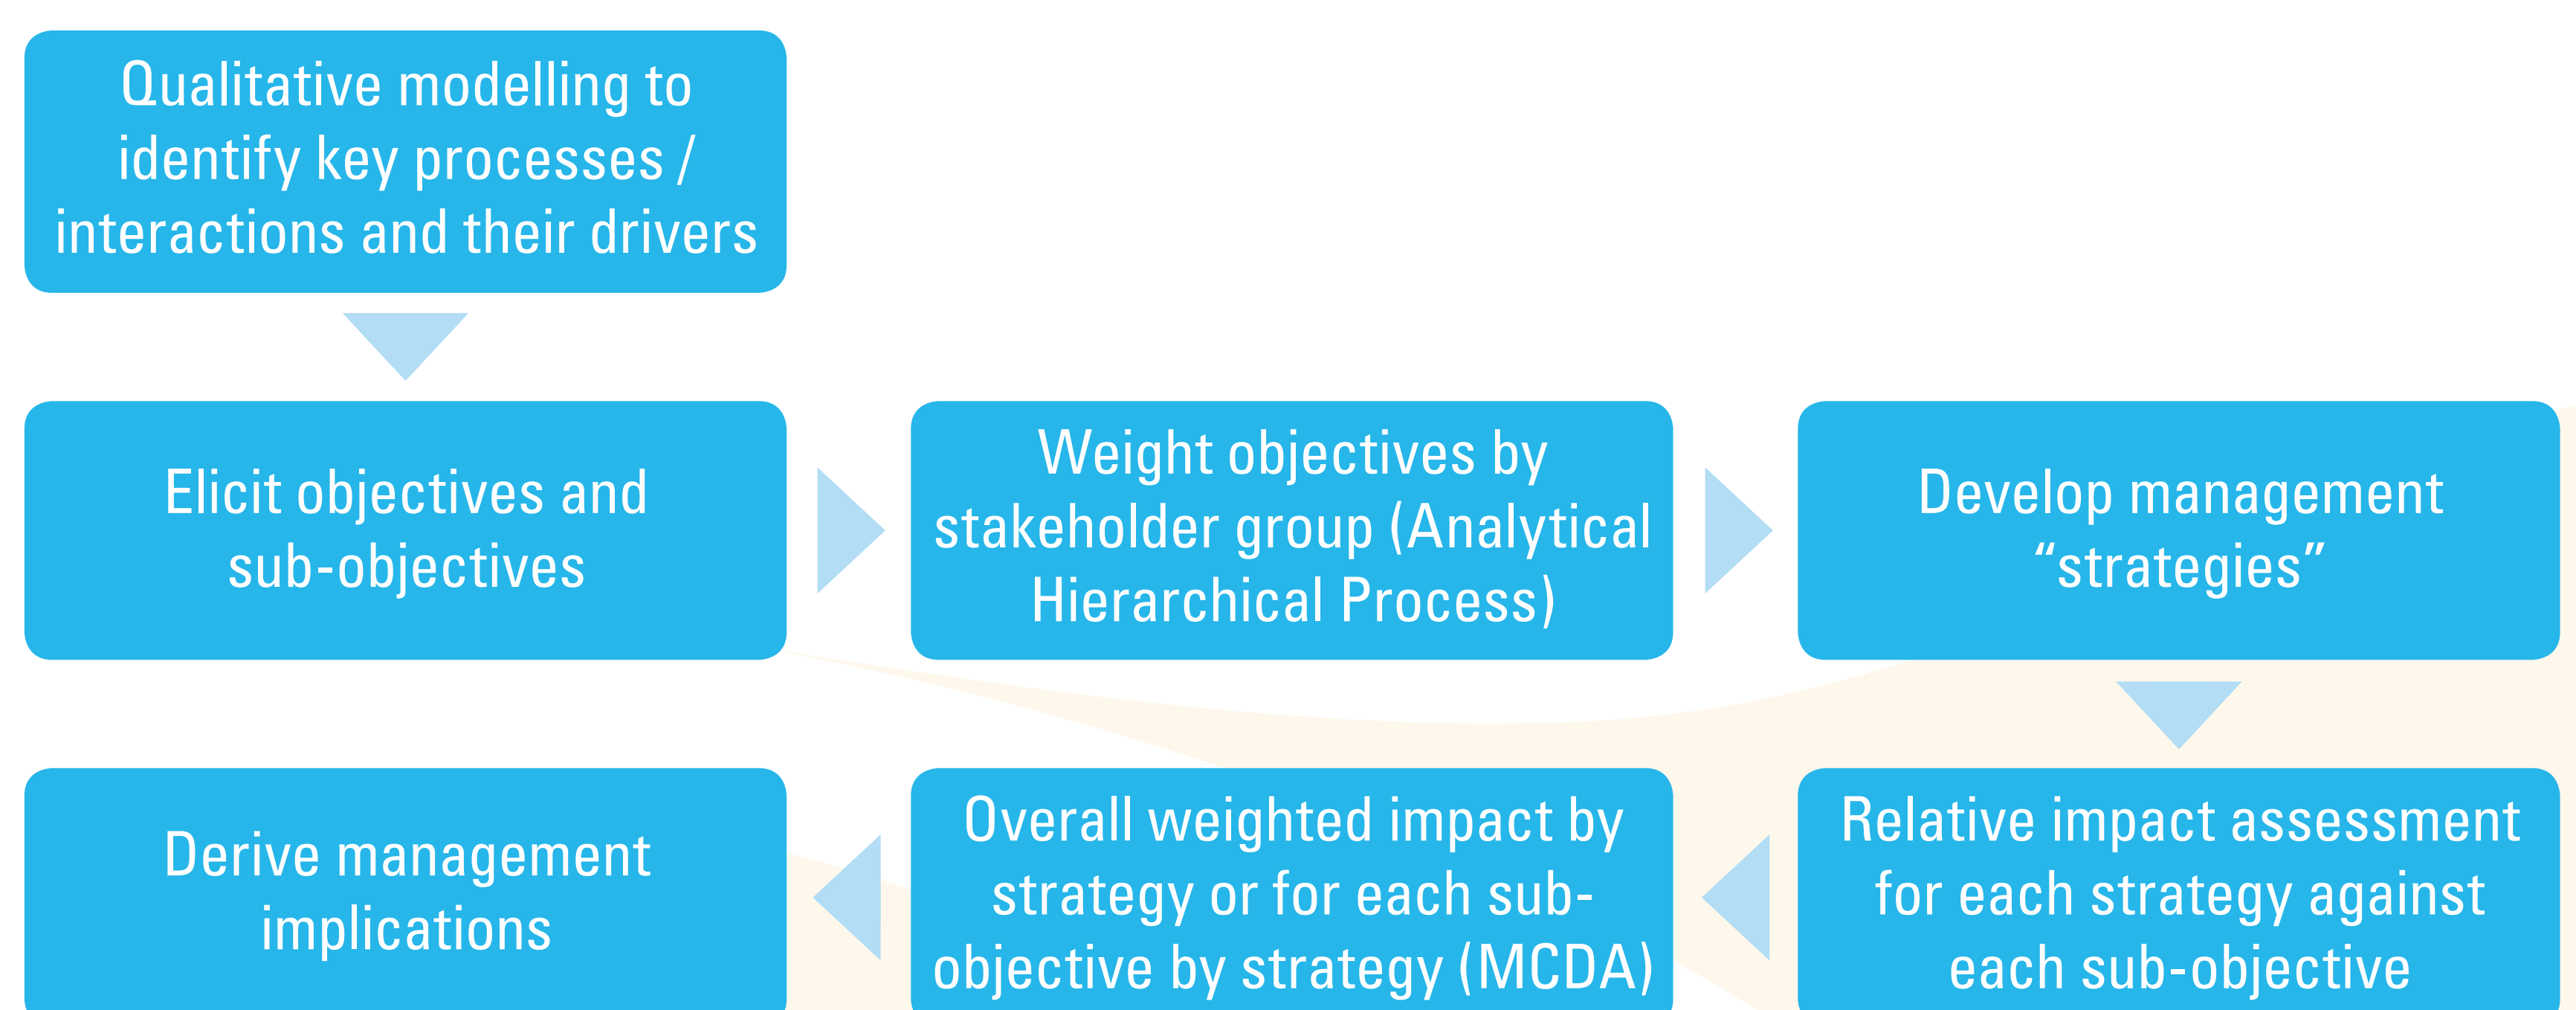 Qualitative modelling to
identify key processes /
interactions and their drivers
Elicit objectives and
sub-objectives
Weight objectives by
stakeholder group (Analytical
Hierarchical Process)
Develop management
“strategies”
Relative impact assessment
for each strategy against
each sub-objective
Overall weighted impact by
strategy or for each sub-
objective by strategy (MCDA)
Derive management
implications